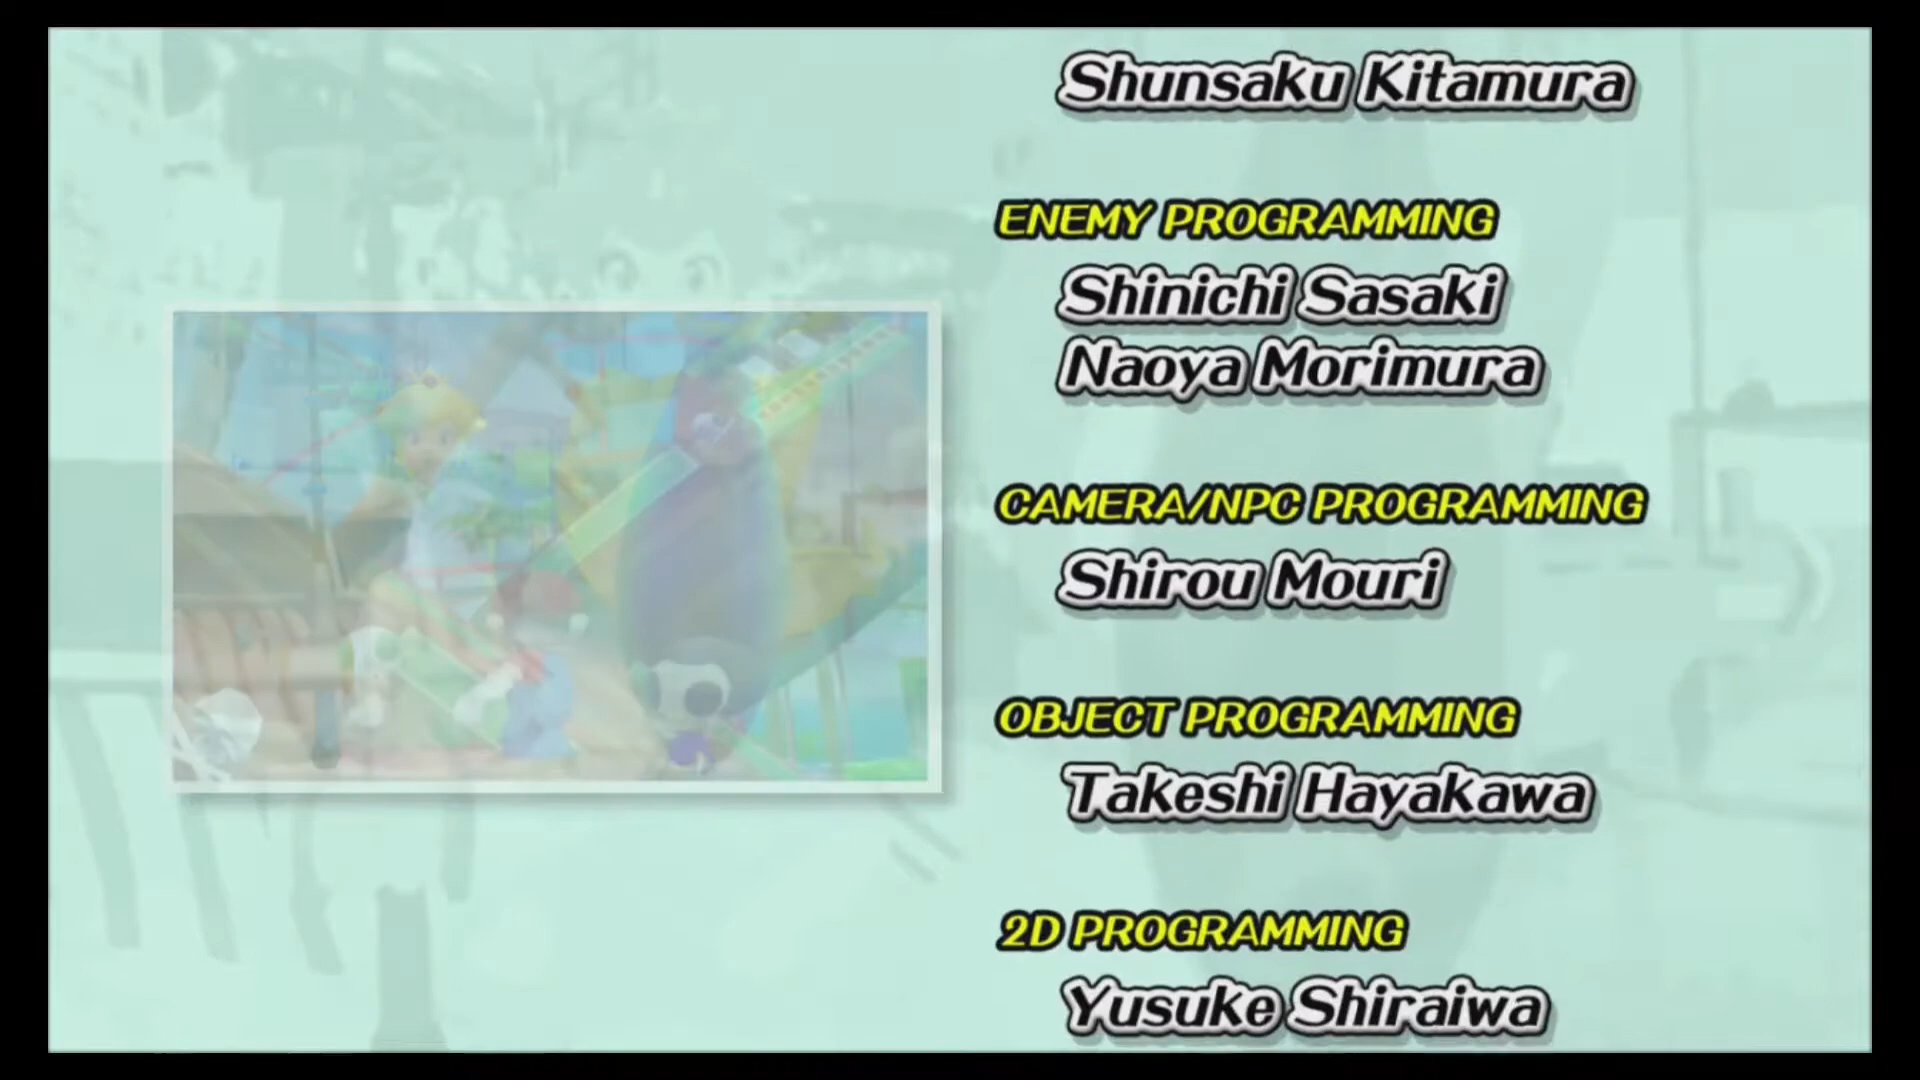 Shunsaku Kitamura
ENEMY PROGRAMMING
Shinichi Sasaki
Naoya Morimura
CAMERA/NPC PROGRAMMING
Shirou Mouri
OBJECT PROGRAMMING
Takeshi Hayakawa
2D PROGRAMMING
Yusuke Shiraiwa